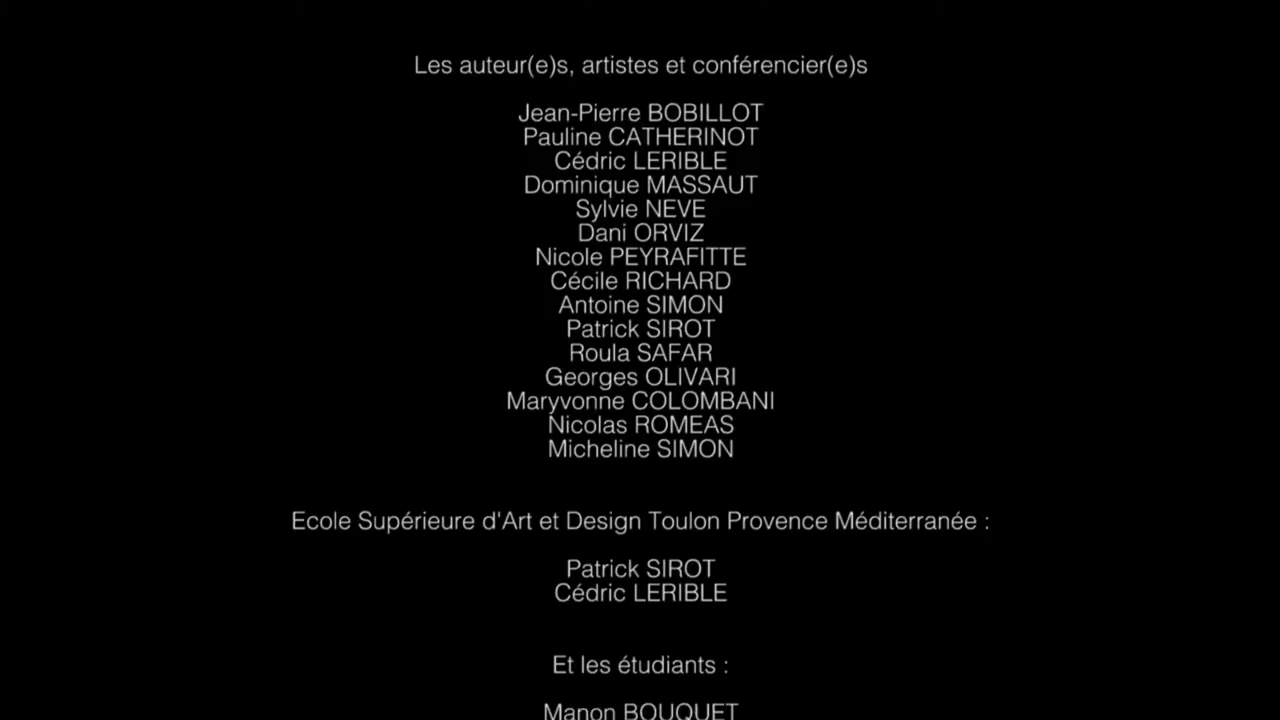 Les auteur(e)s, artistes et conférencier(e)s
Jean-Pierre BOBILLOT
Pauline CATHERINOT
Cédric LERIBLE
Dominique MASSAUT
Sylvie NEVE
Dani ORVIZ
Nicole PEYRAFITTE
Cécile RICHARD
Antoine SIMON
Patrick SIROT
Roula SAFAR
Georges OLIVARI
Maryvonne COLOMBANI
Nicolas ROMEAS
Micheline SIMON
Ecole Supérieure d'Art et Design Toulon Provence Méditerranée :
Patrick SIROT
Cédric LERIBLE
Et les étudiants :
Manon BOUQUET